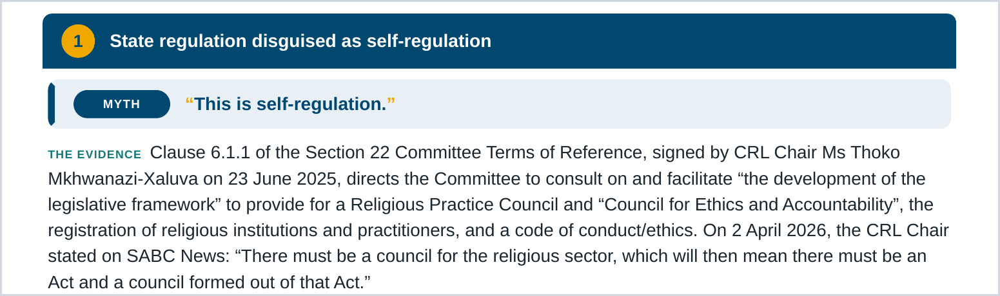 1 State regulation disguised as self-regulation
MYTH “This is self-regulation.”
THE EVIDENCE Clause 6.1.1 of the Section 22 Committee Terms of Reference, signed by CRL Chair Ms Thoko
Mkhwanazi-Xaluva on 23 June 2025, directs the Committee to consult on and facilitate “the development of the
legislative framework” to provide for a Religious Practice Council and “Council for Ethics and Accountability”, the
registration of religious institutions and practitioners, and a code of conduct/ethics. On 2 April 2026, the CRL Chair
stated on SABC News: “There must be a council for the religious sector, which will then mean there must be an
Act and a council formed out of that Act.”